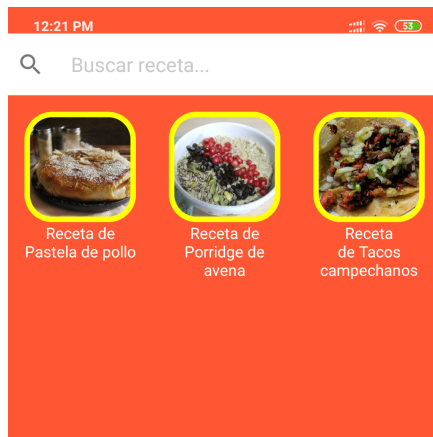 12:21 PM
53
Buscar receta...
Receta de
Pastela de pollo
Receta de
Porridge de
avena
Receta
de Tacos
campechanos